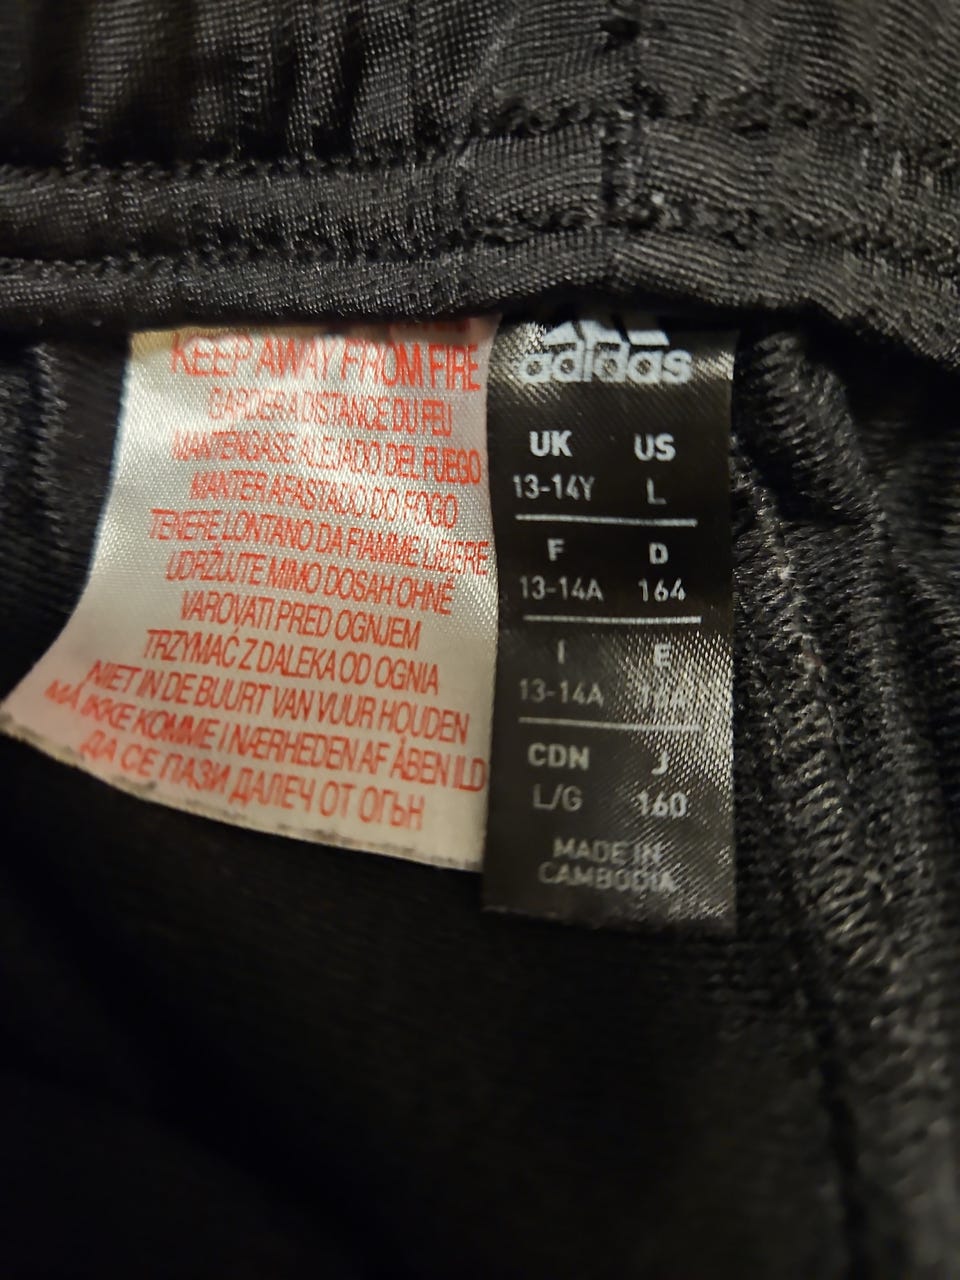 KEEP AWAY FROM FIRE
GARDER A DISTANCE DU FEU
MANTENGASE ALEJADO DEL FUEGO
MANTER AFASTADO DO FOGO
TENERE LONTANO DA FIAMME LIBERE
UDRŽUJTE MIMO DOSAH OHNĚ
VAROVATI PRED OGNJEM
TRZYMAĆ Z DALEKA OD OGNIA
NIET IN DE BUURT VAN VUUR HOUDEN
MÅ IKKE KOMME I NÆRHEDEN AF ÅBEN ILD
ДА СЕ ПАЗИ ДАЛЕЧ ОТ ОГЪН
adidas
UK US
13-14Y L
F D
13-14A 164
I E
13-14A 164
CDN J
L/G 160
MADE IN
CAMBODIA